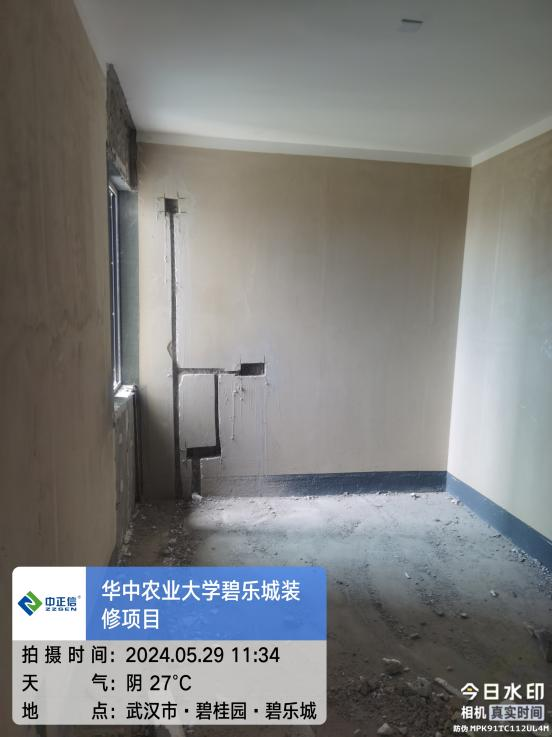 中正信®
ZZSEN
华中农业大学碧乐城装
修项目
拍摄时间：2024.05.29 11:34
天气：阴 27°C
地点：武汉市·碧桂园·碧乐城
今日水印
相机 真实时间
防伪 MPK91TC112UL4M